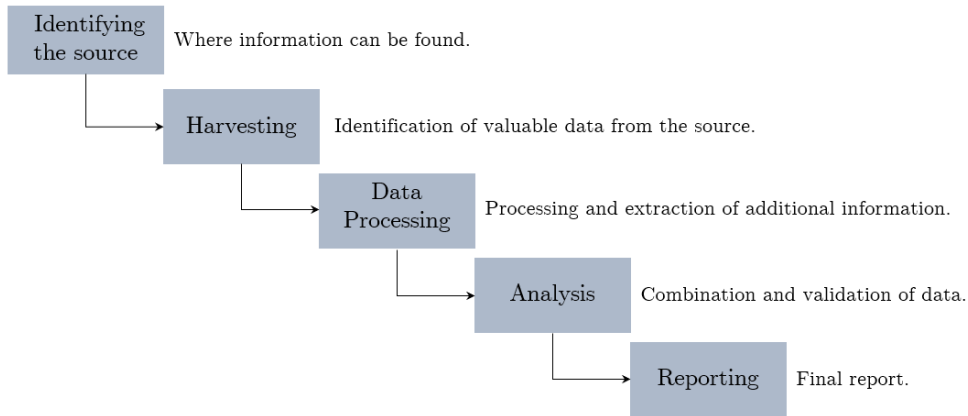 Identifying
the source
Where information can be found.
Harvesting
Identification of valuable data from the source.
Data
Processing
Processing and extraction of additional information.
Analysis
Combination and validation of data.
Reporting
Final report.